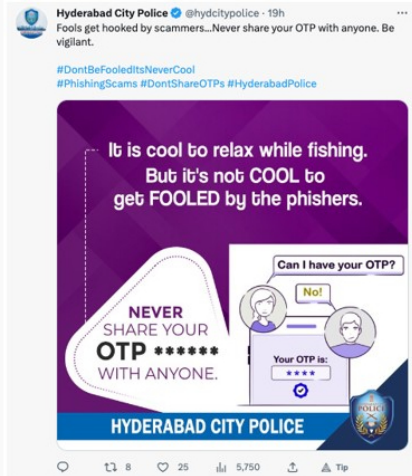 Hyderabad City Police @hydcitypolice · 19h
Fools get hooked by scammers...Never share your OTP with anyone. Be
vigilant.
#DontBeFooledItsNeverCool
#PhishingScams #DontShareOTPs #HyderabadPolice
It is cool to relax while fishing.
But it's not COOL to
get FOOLED by the phishers.
Can I have your OTP?
No!
NEVER
SHARE YOUR
OTP ******
WITH ANYONE.
Your OTP is:
****
HYDERABAD CITY POLICE
POLICE
8
25
5,750
Tip